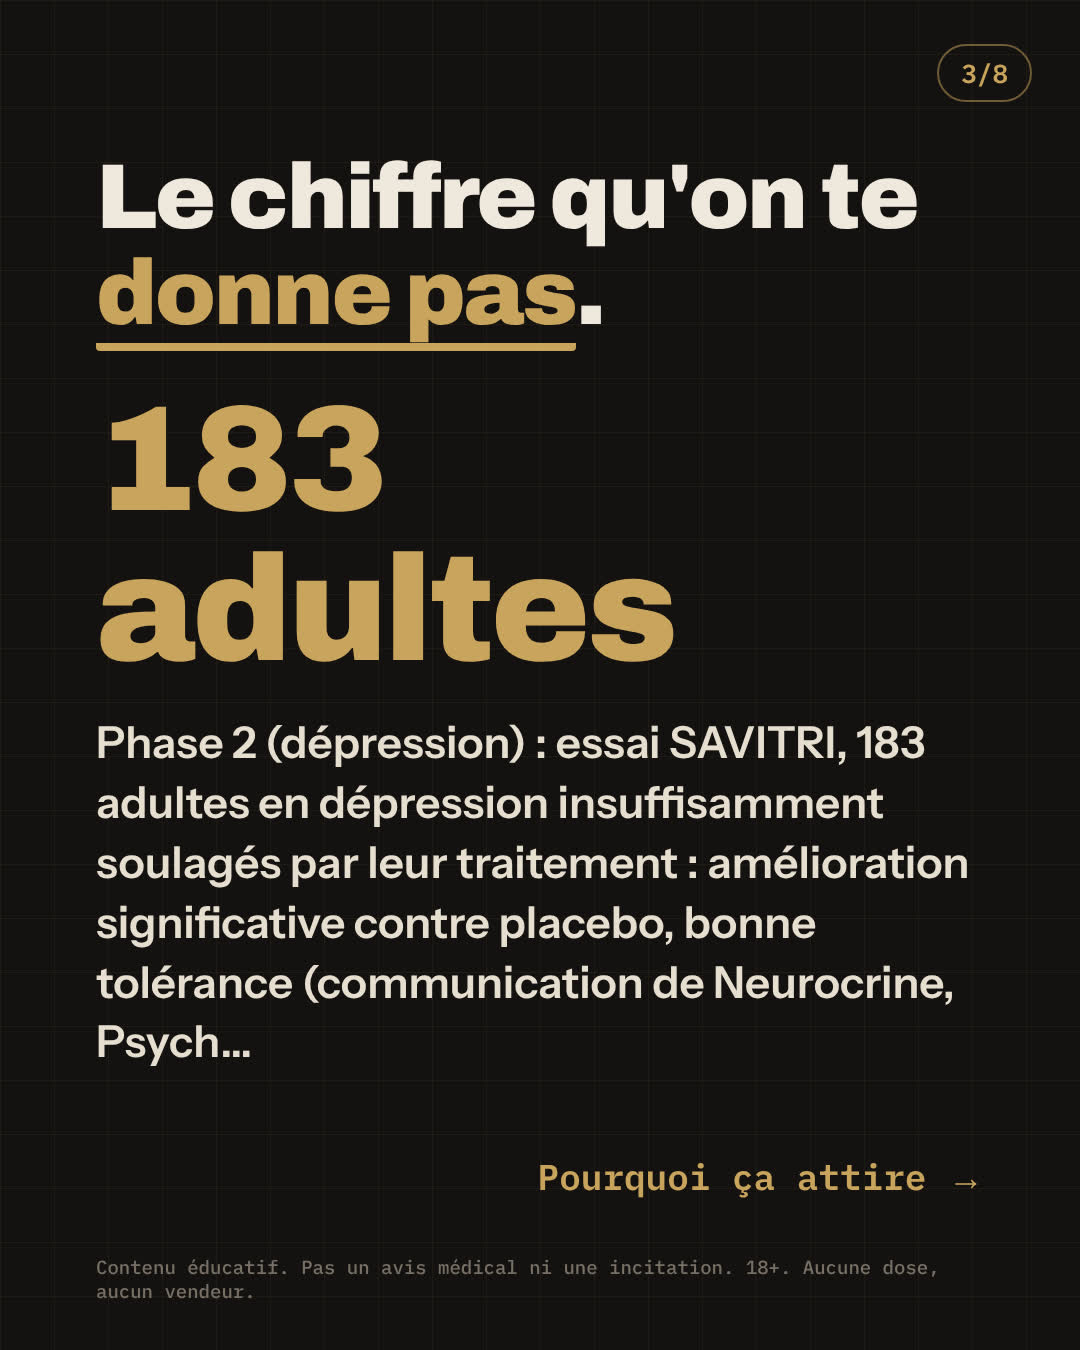 3/8
Le chiffre qu'on te
donne pas.
183
adultes
Phase 2 (dépression) : essai SAVITRI, 183
adultes en dépression insuffisamment
soulagés par leur traitement : amélioration
significative contre placebo, bonne
tolérance (communication de Neurocrine,
Psych…
Pourquoi ça attire →
Contenu éducatif. Pas un avis médical ni une incitation. 18+. Aucune dose,
aucun vendeur.